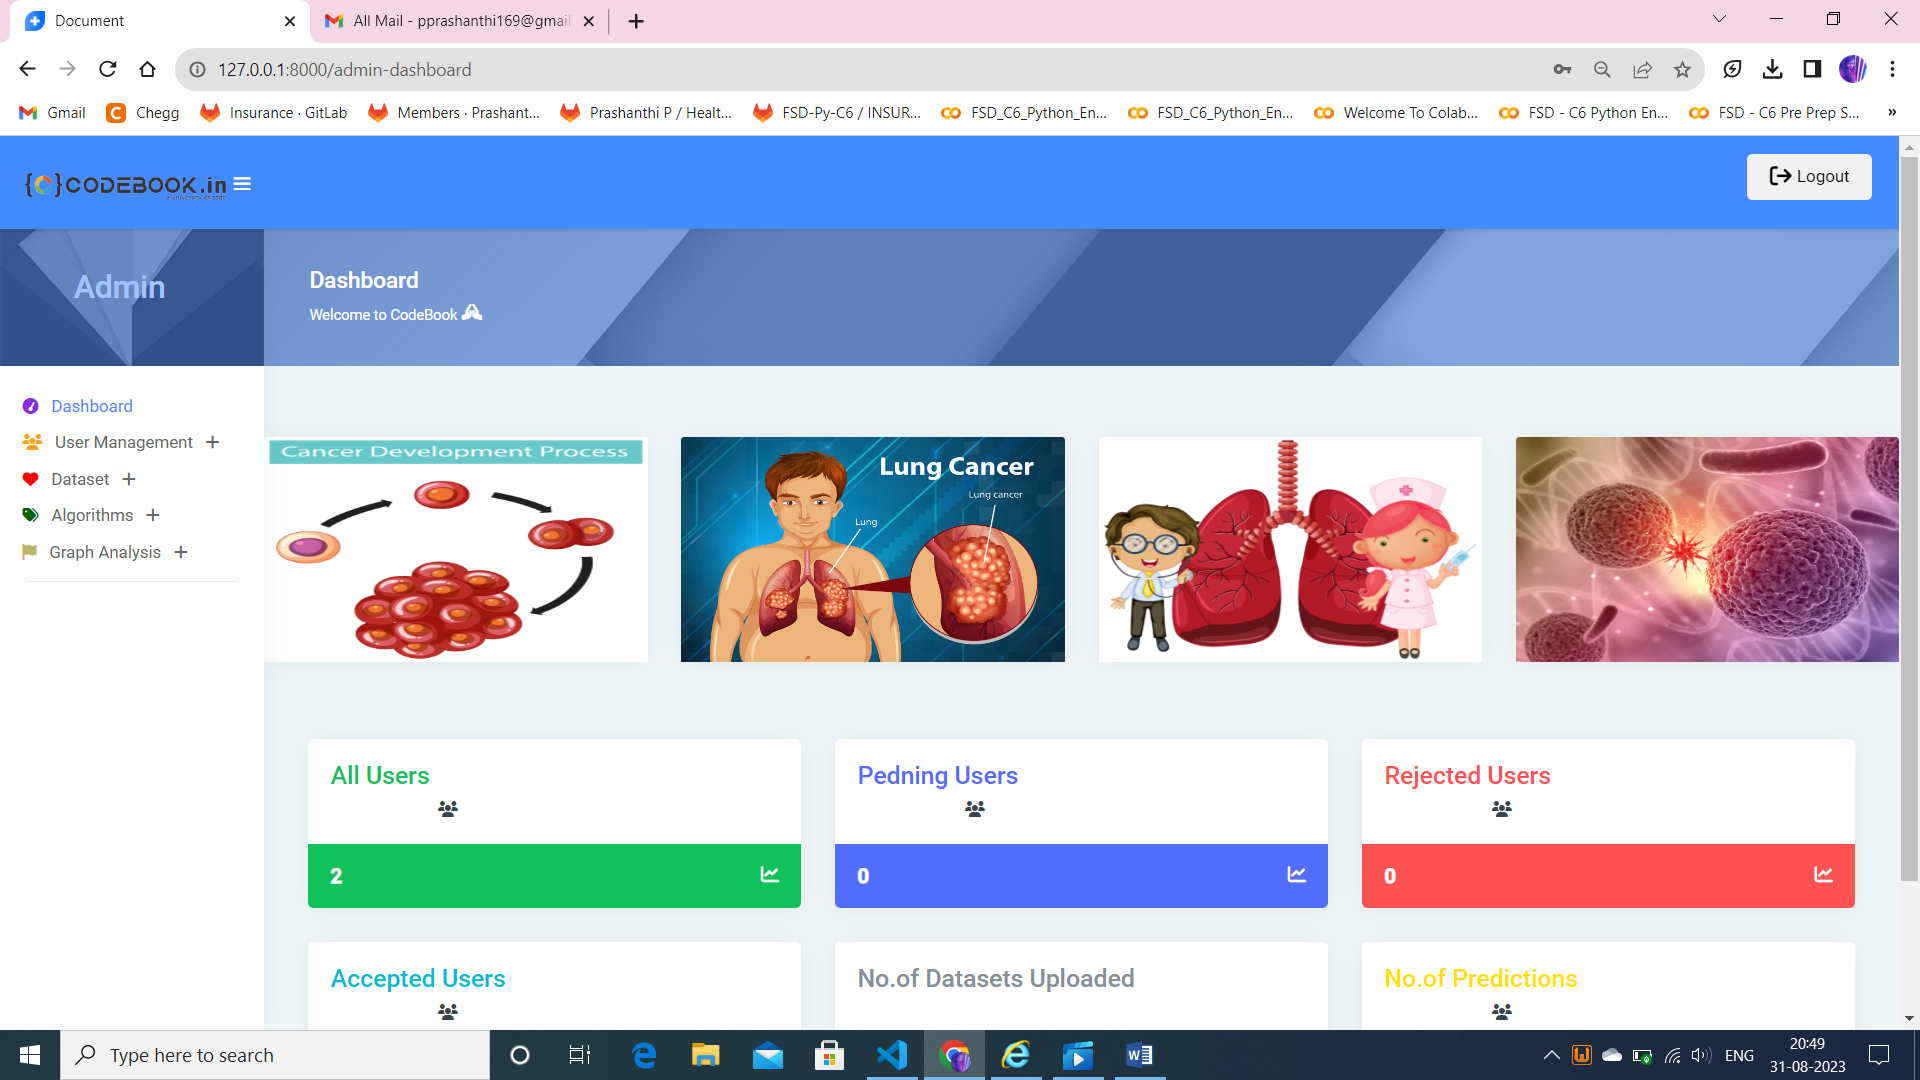 Document
All Mail - pprashanthi169@gmail.
127.0.0.1:8000/admin-dashboard
Gmail
Chegg
Insurance · GitLab
Members · Prashant...
Prashanthi P / Healt...
FSD-Py-C6 / INSUR...
FSD_C6_Python_En...
FSD_C6_Python_En...
Welcome To Colab...
FSD - C6 Python En...
FSD - C6 Pre Prep S...
»
{}CODEBOOK.in
a university of code
Logout
Admin
Dashboard
Welcome to CodeBook
Dashboard
User Management +
Dataset +
Algorithms +
Graph Analysis +
Cancer Development Process
Lung Cancer
Lung cancer
Lung
All Users
2
Pedning Users
0
Rejected Users
0
Accepted Users
No.of Datasets Uploaded
No.of Predictions
Type here to search
ENG
20:49
31-08-2023